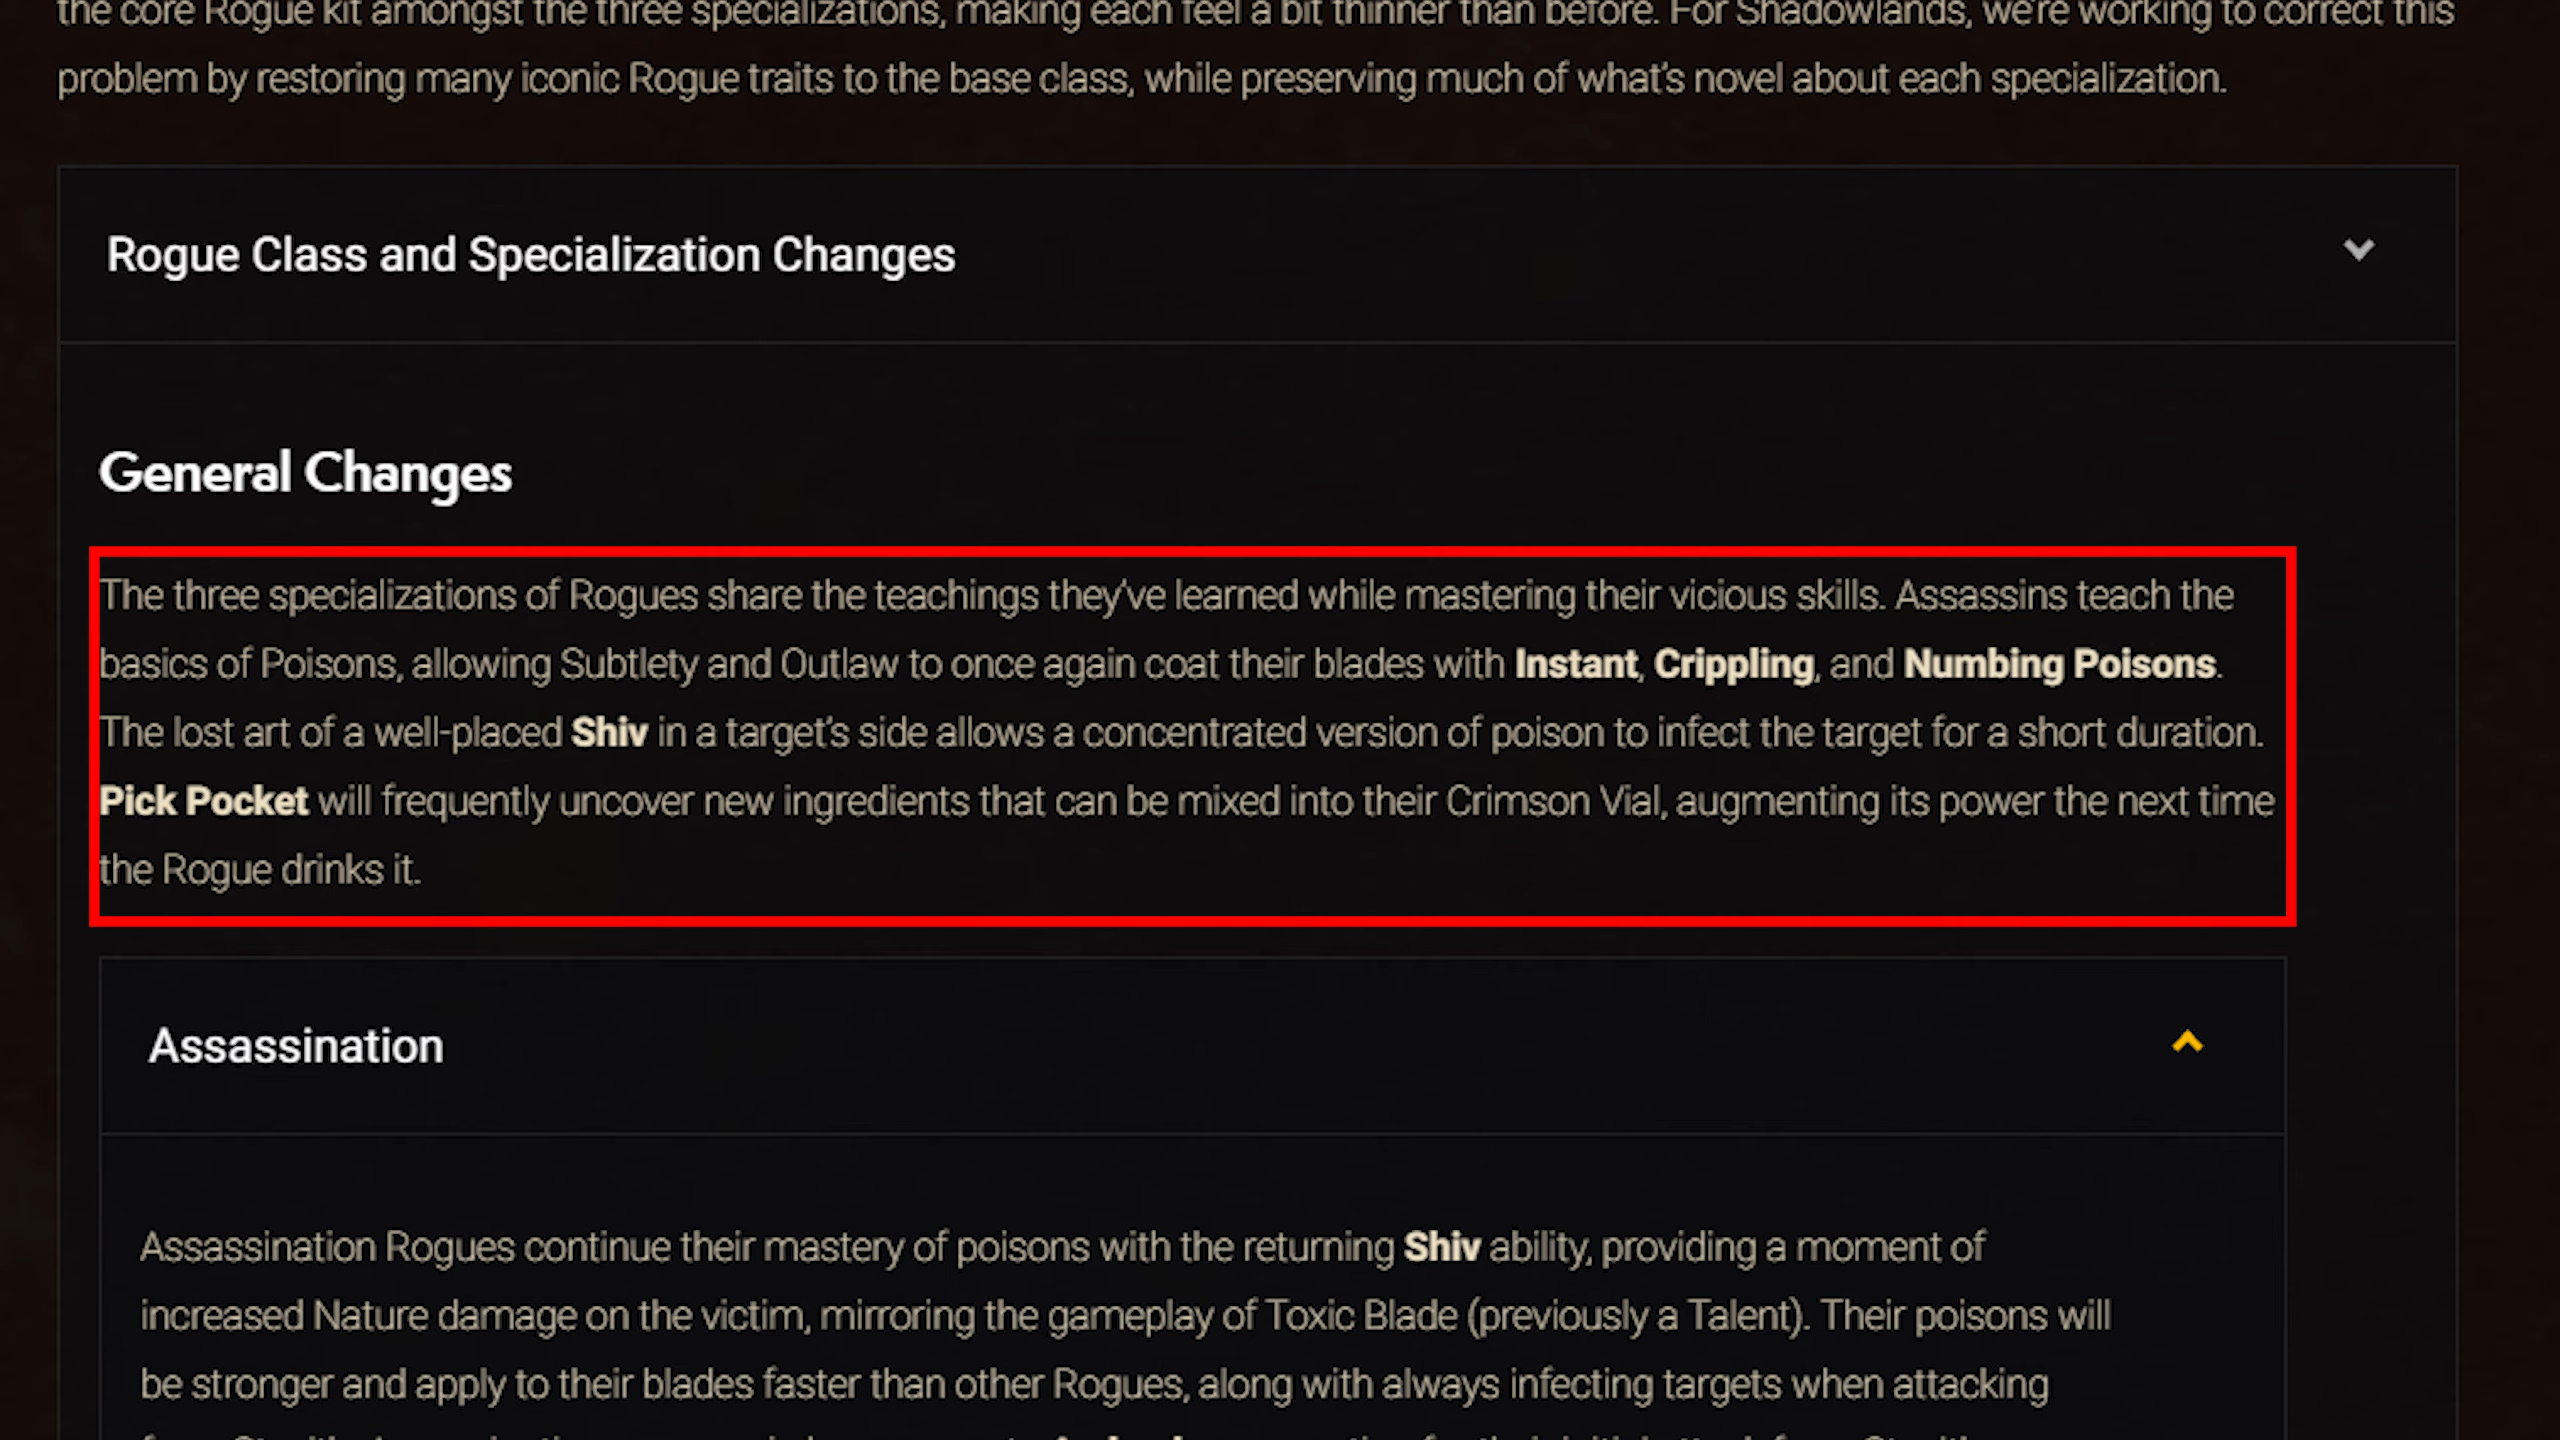 the core Rogue kit amongst the three specializations, making each feel a bit thinner than before. For Shadowlands, we're working to correct this
problem by restoring many iconic Rogue traits to the base class, while preserving much of what's novel about each specialization.
Rogue Class and Specialization Changes
General Changes
The three specializations of Rogues share the teachings they've learned while mastering their vicious skills. Assassins teach the
basics of Poisons, allowing Subtlety and Outlaw to once again coat their blades with Instant, Crippling, and Numbing Poisons.
The lost art of a well-placed Shiv in a target's side allows a concentrated version of poison to infect the target for a short duration.
Pick Pocket will frequently uncover new ingredients that can be mixed into their Crimson Vial, augmenting its power the next time
the Rogue drinks it.
Assassination
Assassination Rogues continue their mastery of poisons with the returning Shiv ability, providing a moment of
increased Nature damage on the victim, mirroring the gameplay of Toxic Blade (previously a Talent). Their poisons will
be stronger and apply to their blades faster than other Rogues, along with always infecting targets when attacking